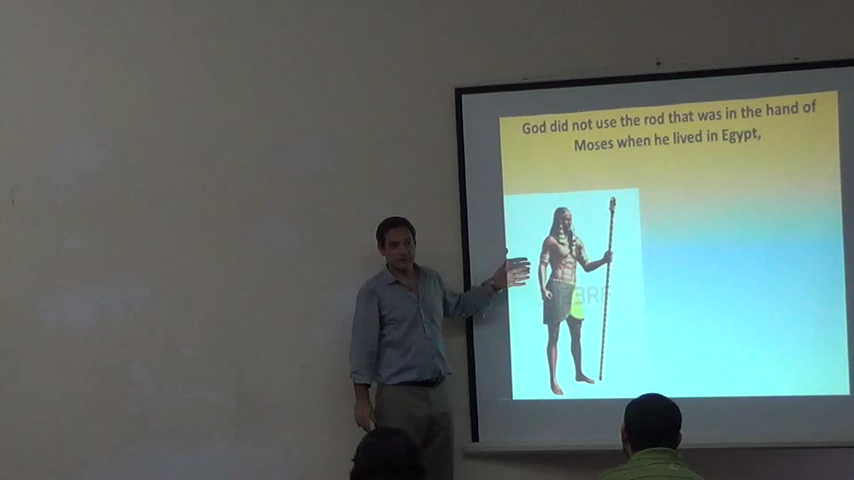 God did not use the rod that was in the hand of
Moses when he lived in Egypt,